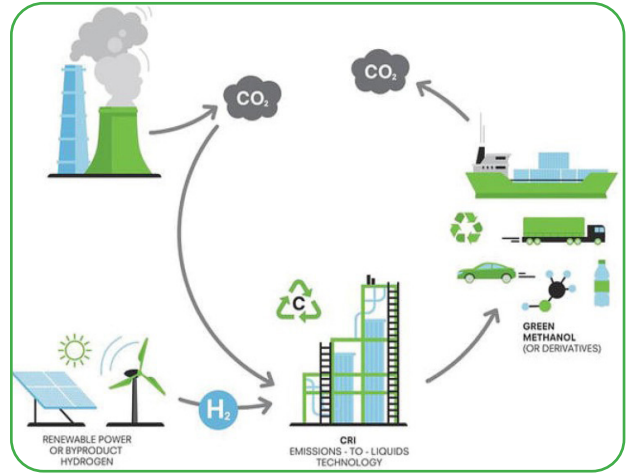 CO₂
CO₂
C
GREEN
METHANOL
(OR DERIVATIVES)
H₂
RENEWABLE POWER
OR BYPRODUCT
HYDROGEN
CRI
EMISSIONS - TO - LIQUIDS
TECHNOLOGY